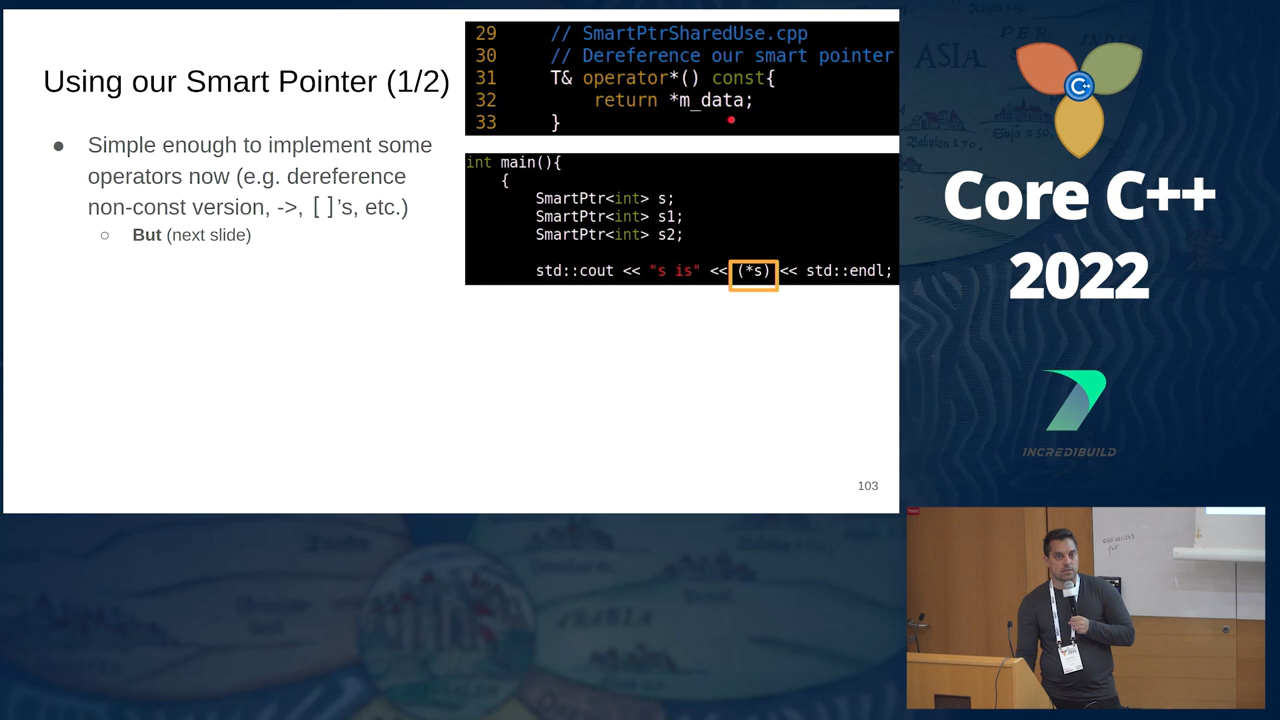 Using our Smart Pointer (1/2)
● Simple enough to implement some
operators now (e.g. dereference
non-const version, ->, []'s, etc.)
○ But (next slide)
29 // SmartPtrSharedUse.cpp
30 // Dereference our smart pointer
31 T& operator*() const{
32 return *m_data;
33 }
int main(){
{
SmartPtr<int> s;
SmartPtr<int> s1;
SmartPtr<int> s2;
std::cout << "s is" << (*s) << std::endl;
103
ASIA
C++
Core C++
2022
INCREDIBUILD
ARABIA